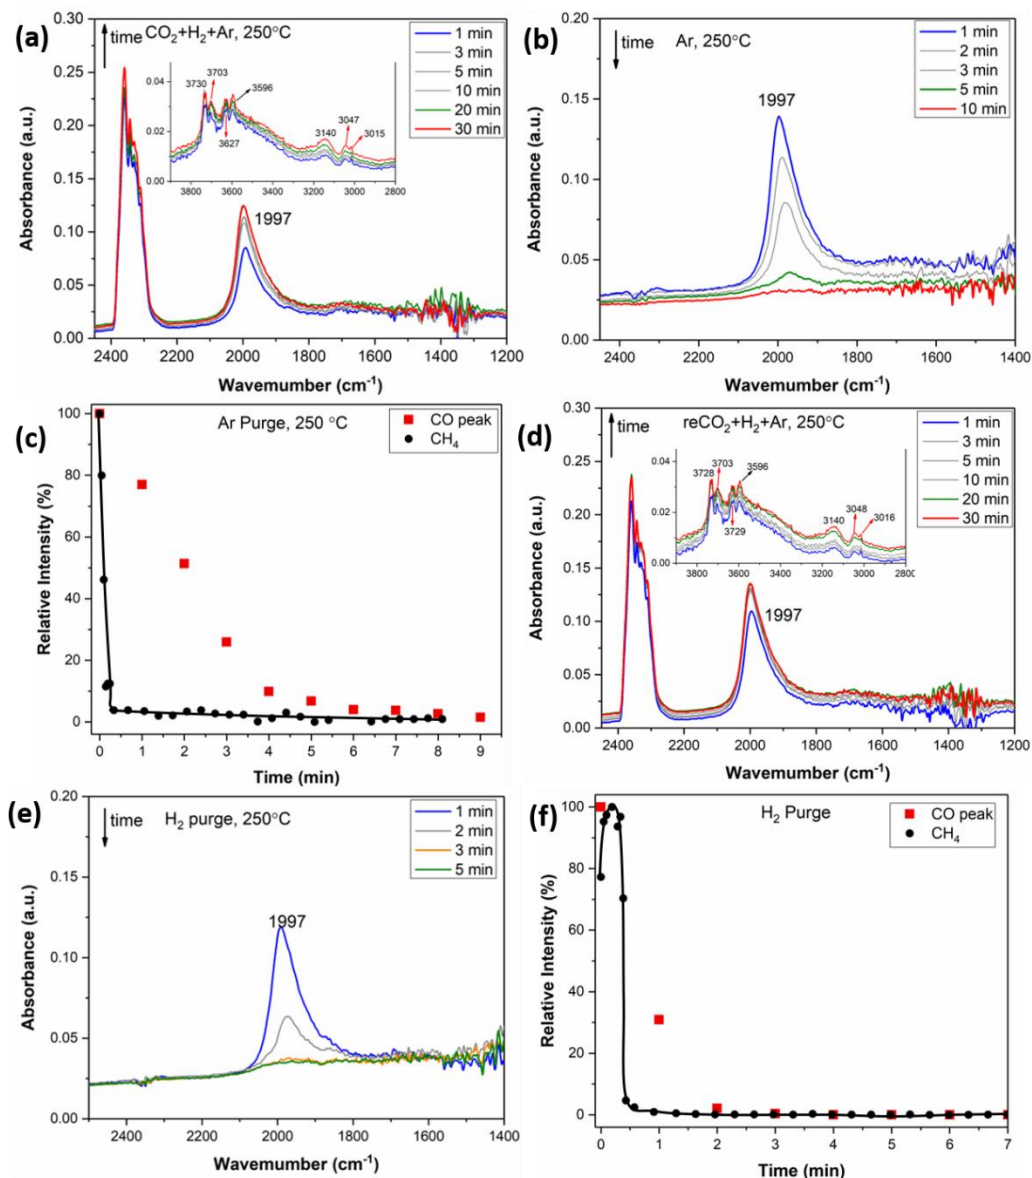 (a)
time
CO₂+H₂+Ar, 250°C
1 min
3 min
5 min
10 min
20 min
30 min
0.30
0.25
0.20
0.15
0.10
0.05
0.00
Absorbance (a.u.)
0.04
0.02
0.00
3730
3703
3596
3627
3140
3047
3015
3800 3600 3400 3200 3000 2800
1997
2400 2200 2000 1800 1600 1400 1200
Wavemumber (cm⁻¹)
(b)
time
Ar, 250°C
1 min
2 min
3 min
5 min
10 min
0.20
0.15
0.10
0.05
0.00
Absorbance (a.u.)
1997
2400 2200 2000 1800 1600 1400
Wavemumber (cm⁻¹)
(c)
Ar Purge, 250 °C
CO peak
CH₄
100
80
60
40
20
0
Relative Intensity (%)
0 1 2 3 4 5 6 7 8 9
Time (min)
(d)
time
reCO₂+H₂+Ar, 250°C
1 min
3 min
5 min
10 min
20 min
30 min
0.30
0.25
0.20
0.15
0.10
0.05
0.00
Absorbance (a.u.)
0.04
0.02
0.00
3728
3703
3596
3729
3140
3048
3016
3800 3600 3400 3200 3000 2800
1997
2400 2200 2000 1800 1600 1400 1200
Wavemumber (cm⁻¹)
(e)
time
H₂ purge, 250°C
1 min
2 min
3 min
5 min
0.20
0.15
0.10
0.05
0.00
Absorbance (a.u.)
1997
2400 2200 2000 1800 1600 1400
Wavemumber (cm⁻¹)
(f)
H₂ Purge
CO peak
CH₄
100
80
60
40
20
0
Relative Intensity (%)
0 1 2 3 4 5 6 7
Time (min)